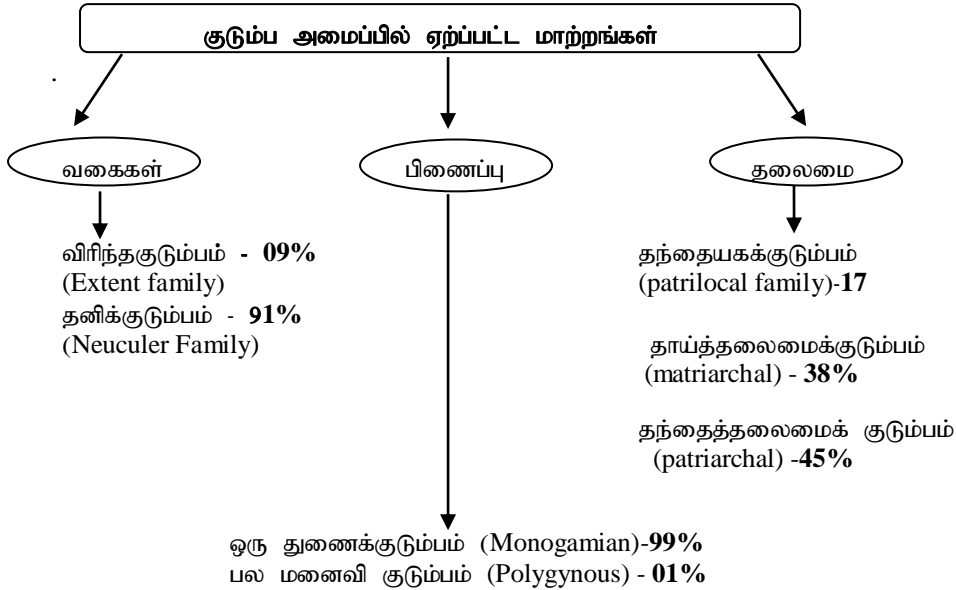 குடும்ப அமைப்பில் ஏற்ப்பட்ட மாற்றங்கள்
வகைகள்
விரிந்தகுடும்பம் - 09%
(Extent family)
தனிக்குடும்பம் - 91%
(Neuculer Family)
பிணைப்பு
ஒரு துணைக்குடும்பம் (Monogamian)-99%
பல மனைவி குடும்பம் (Polygynous) - 01%
தலைமை
தந்தையகக்குடும்பம்
(patrilocal family)-17
தாய்த்தலைமைக்குடும்பம்
(matriarchal) - 38%
தந்தைத்தலைமைக் குடும்பம்
(patriarchal) -45%